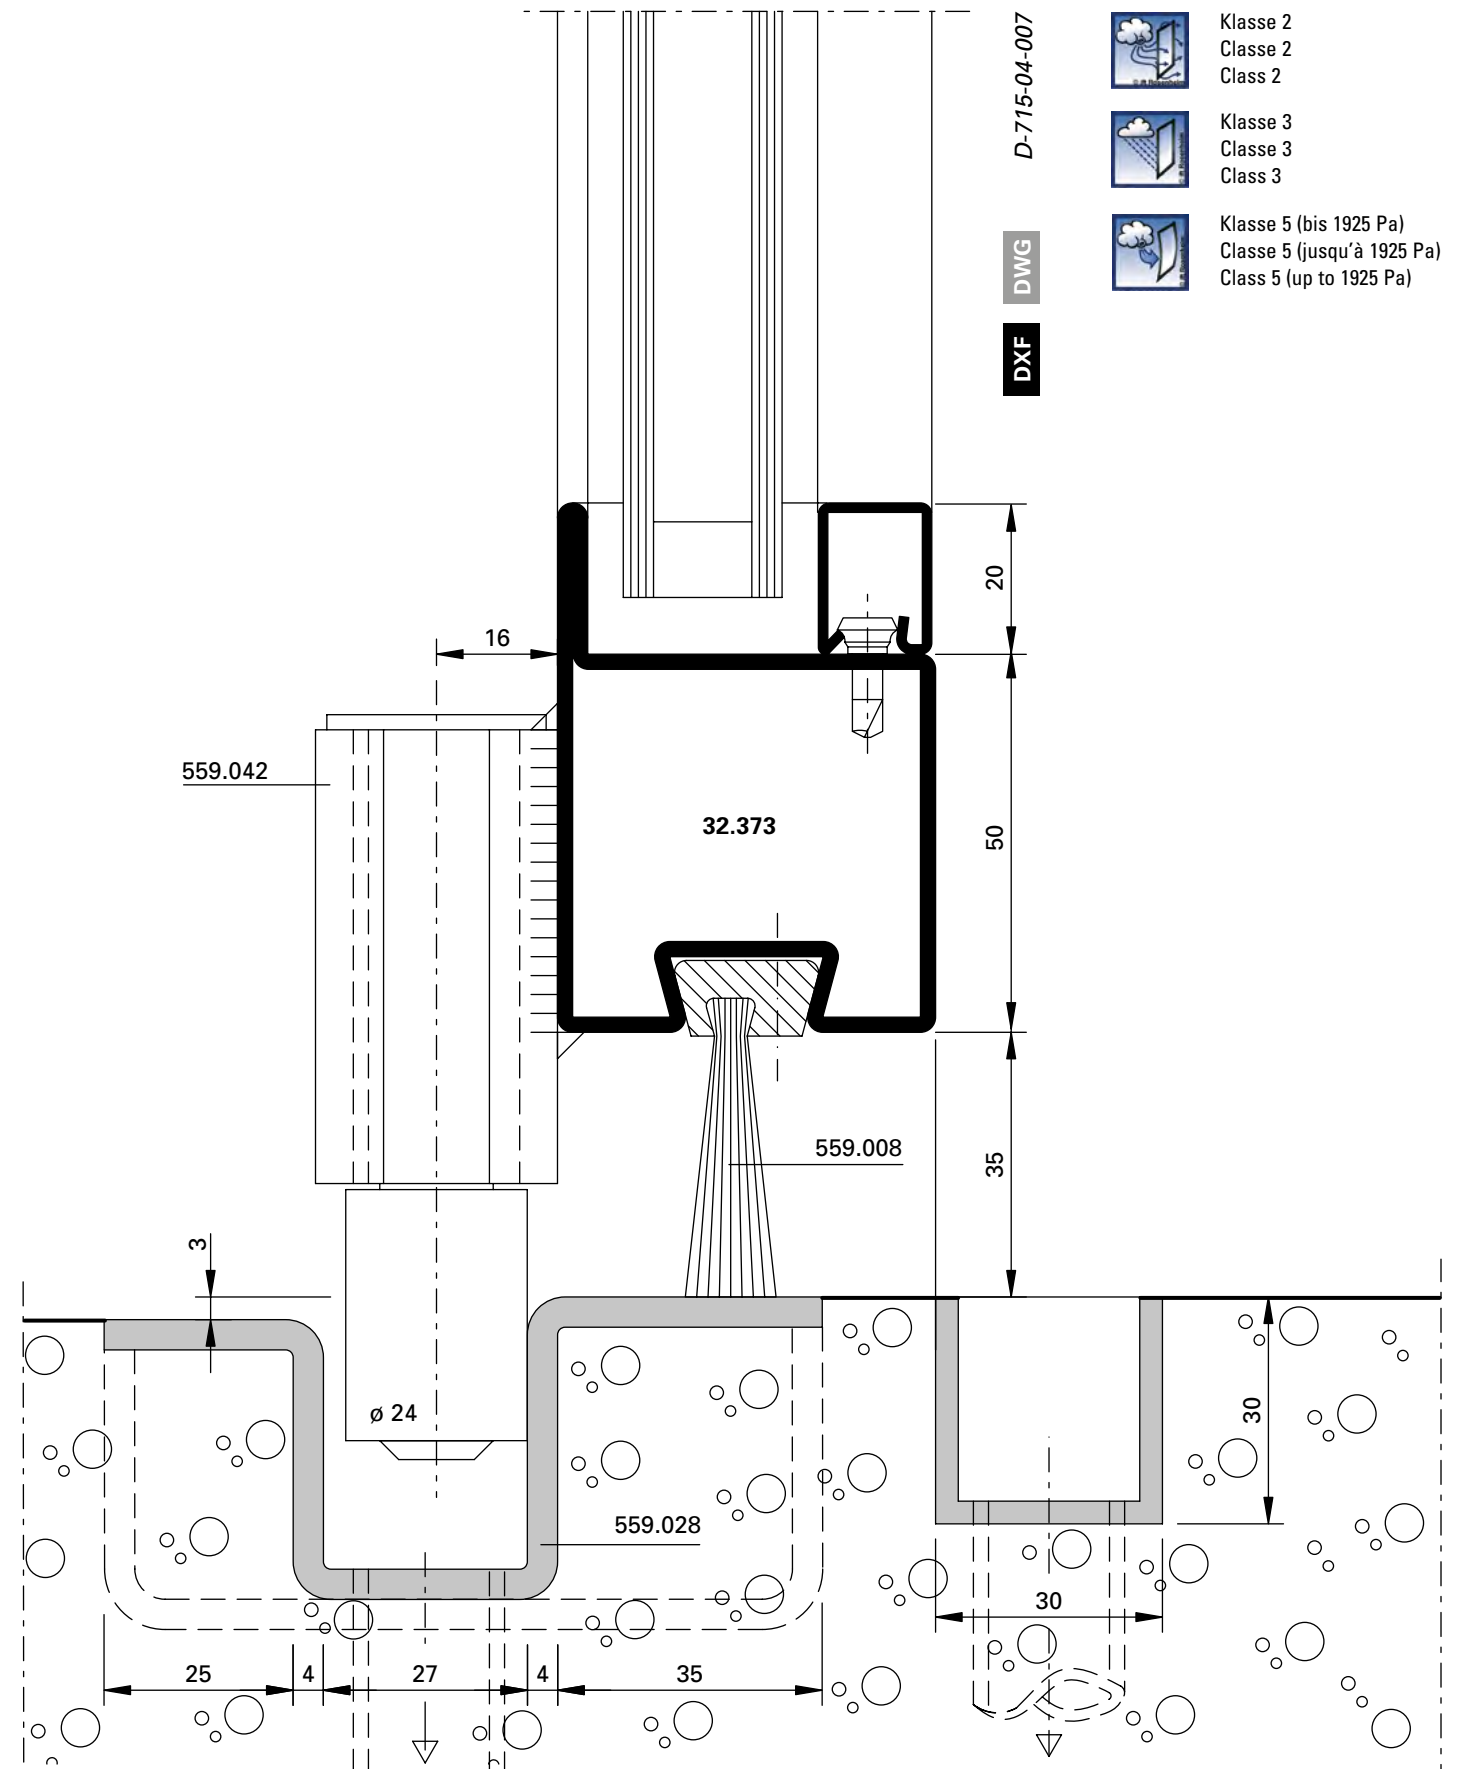 D-715-04-007
Klasse 2
Classe 2
Class 2
Klasse 3
Classe 3
Class 3
Klasse 5 (bis 1925 Pa)
Classe 5 (jusqu'à 1925 Pa)
Class 5 (up to 1925 Pa)
DWG
DXF
20
16
559.042
32.373
50
559.008
35
3
ø 24
30
559.028
30
25
4
27
4
35